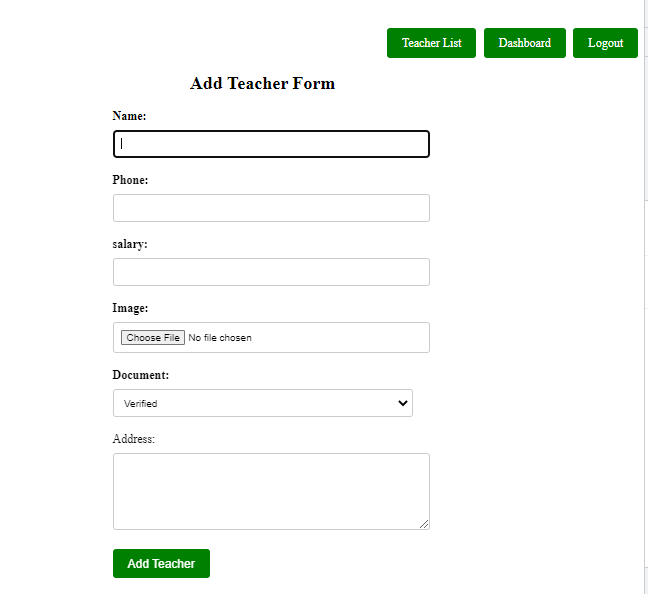 Teacher List Dashboard Logout
Add Teacher Form
Name:
Phone:
salary:
Image:
Choose File No file chosen
Document:
Verified
Address:
Add Teacher